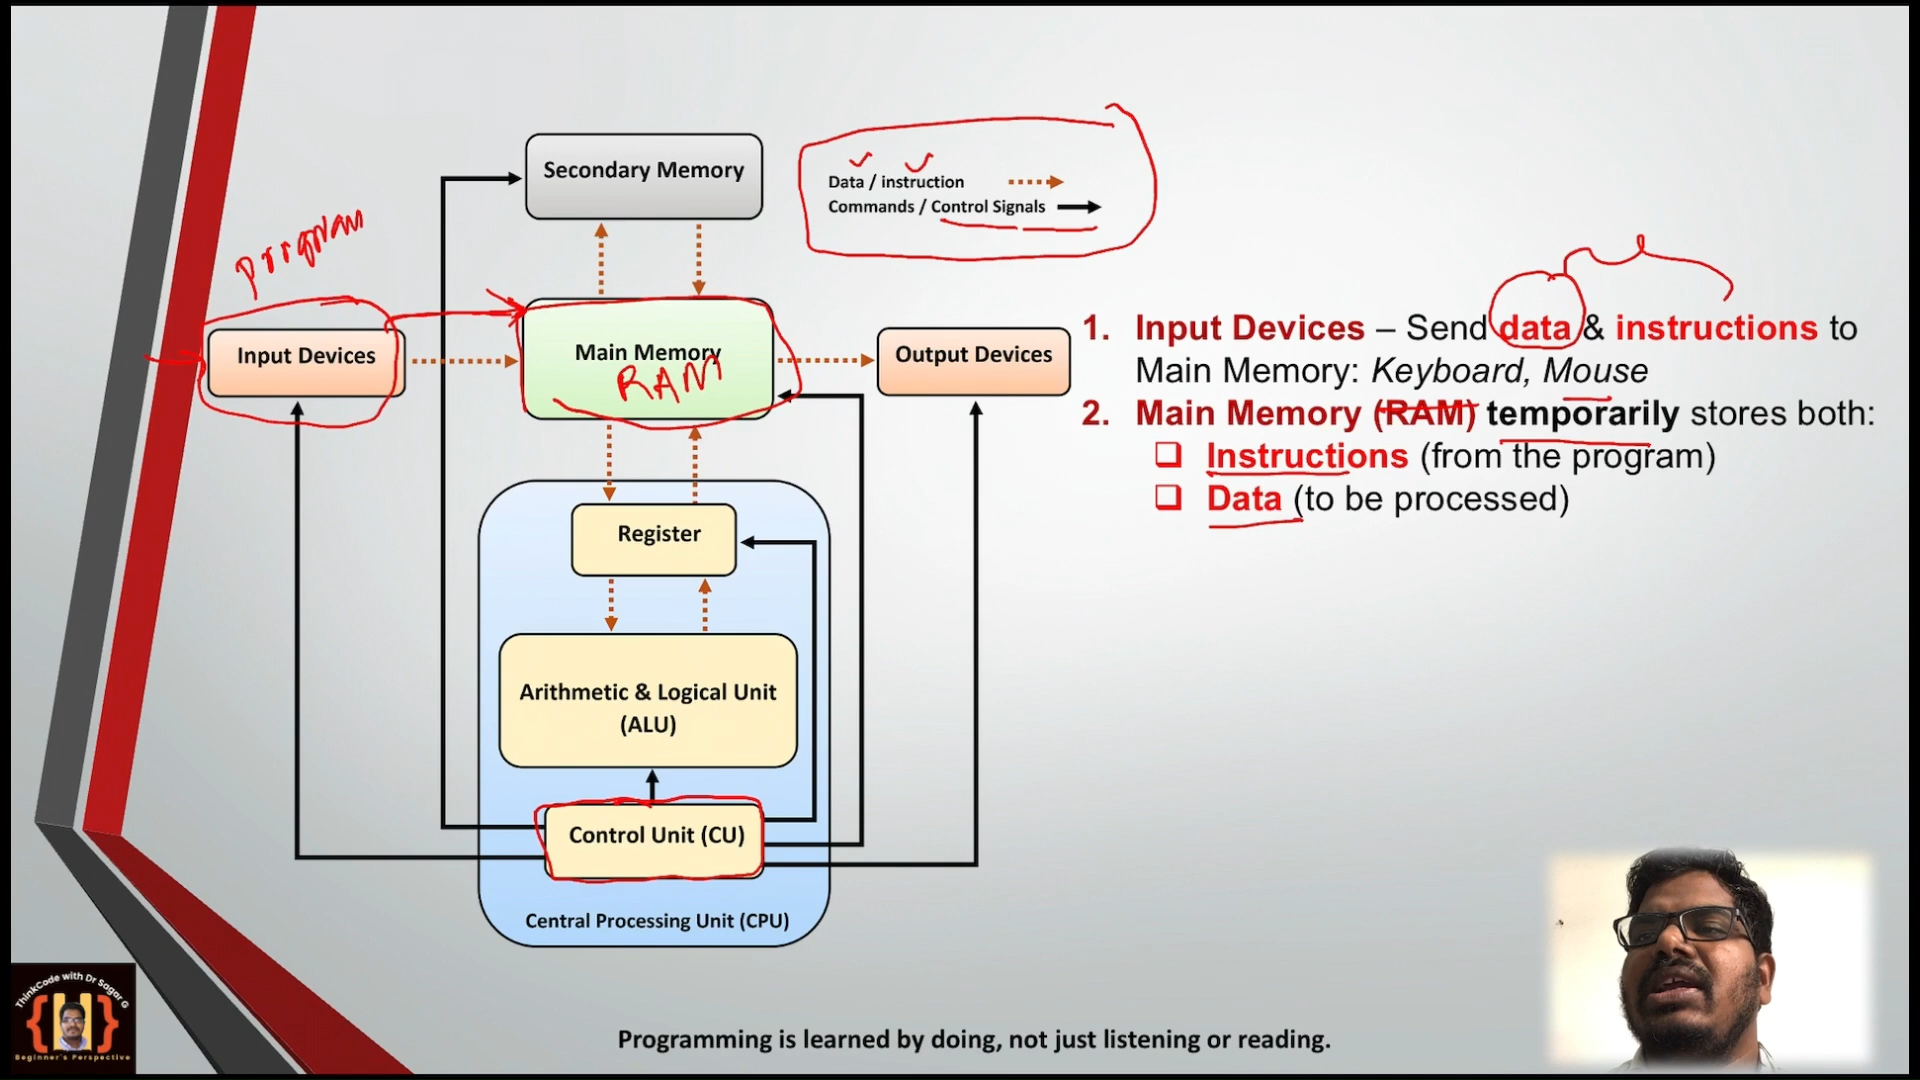 Secondary Memory
Data / instruction
Commands / Control Signals
Program
Input Devices
Main Memory
RAM
Output Devices
Register
Arithmetic & Logical Unit
(ALU)
Control Unit (CU)
Central Processing Unit (CPU)
1. Input Devices – Send data & instructions to
Main Memory: Keyboard, Mouse
2. Main Memory (RAM) temporarily stores both:
❑ Instructions (from the program)
❑ Data (to be processed)
ThinkCode with Dr Sagar G
Beginner's Perspective
Programming is learned by doing, not just listening or reading.